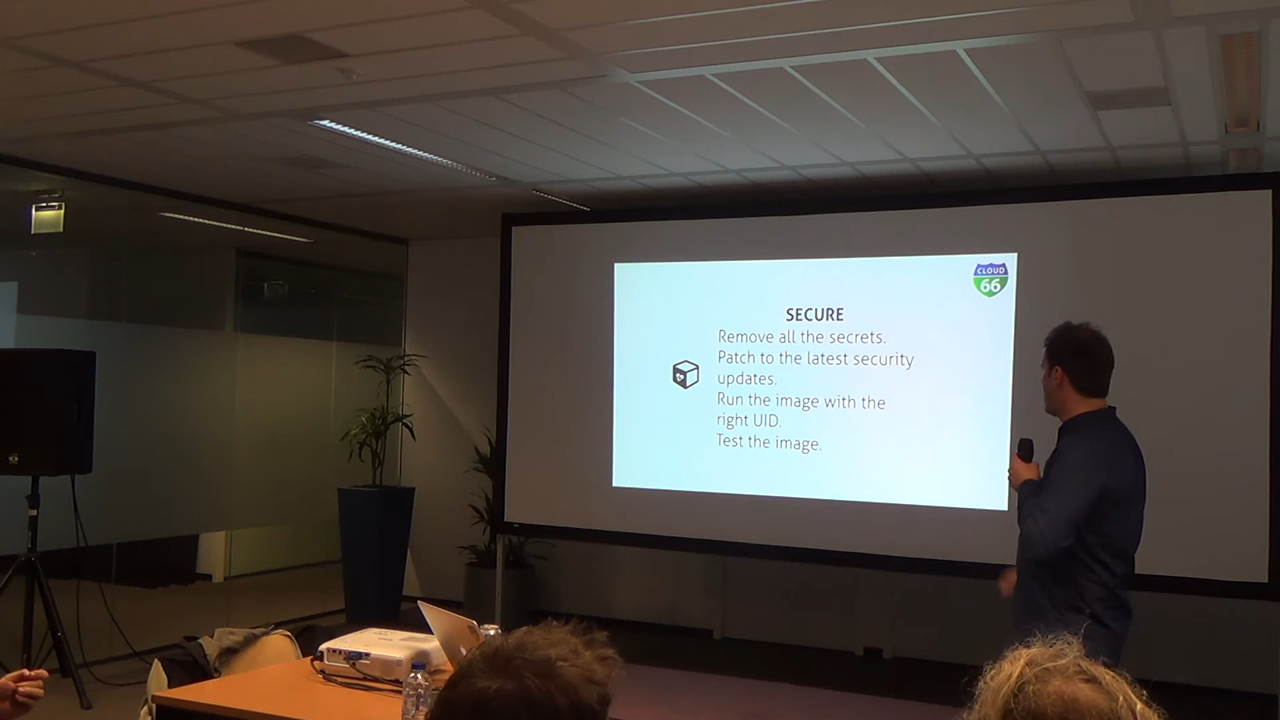 CLOUD
66
SECURE
Remove all the secrets.
Patch to the latest security
updates.
Run the image with the
right UID.
Test the image.